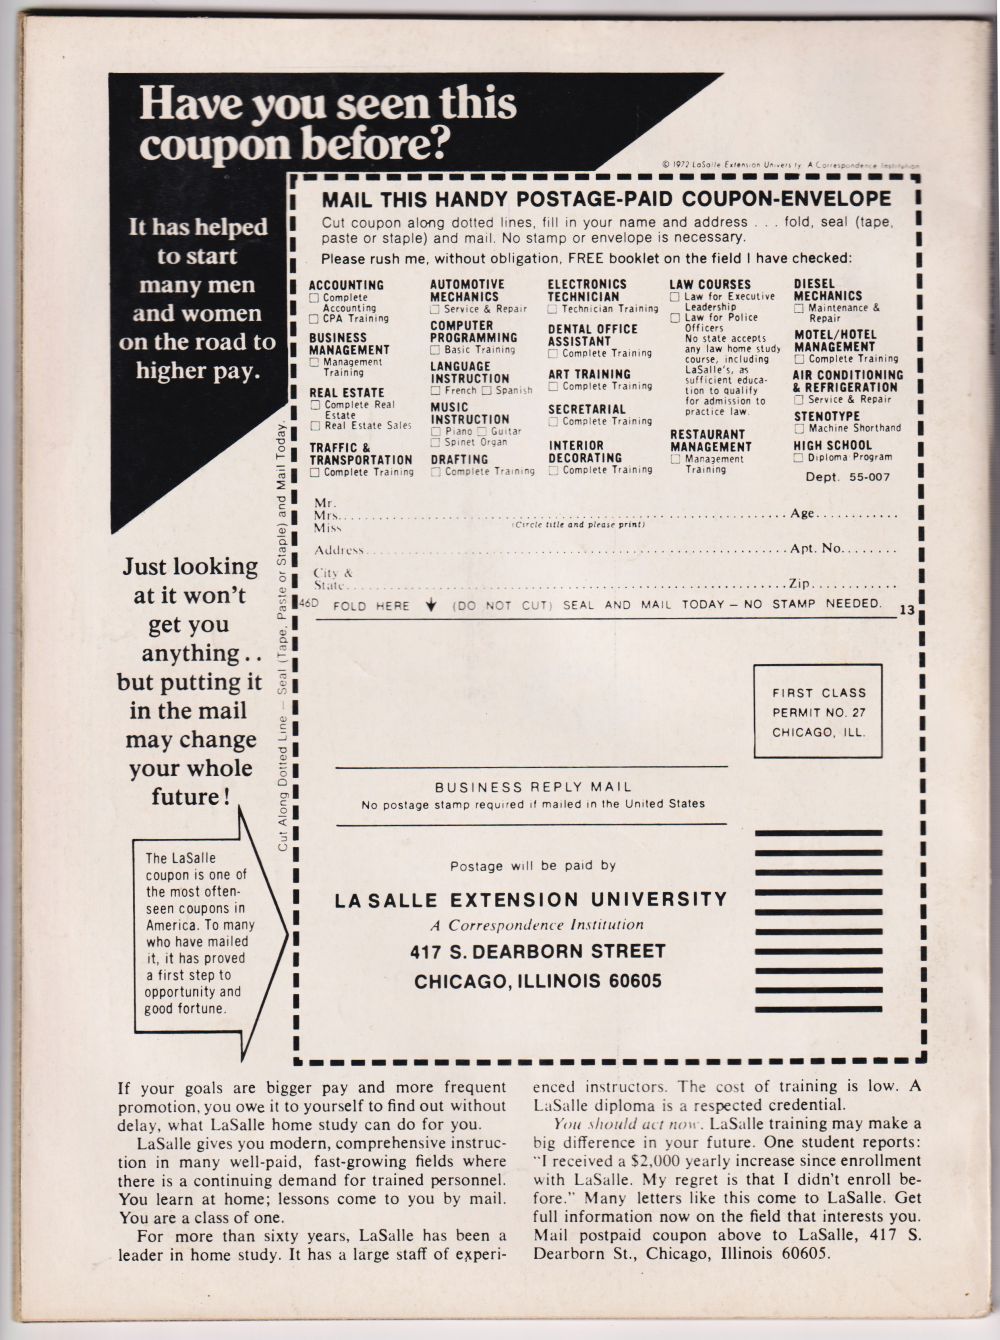 Have you seen this
coupon before?
© 1972 LaSalle Extension University A Correspondence Institution
It has helped
to start
many men
and women
on the road to
higher pay.
MAIL THIS HANDY POSTAGE-PAID COUPON-ENVELOPE
Cut coupon along dotted lines, fill in your name and address . . . fold, seal (tape,
paste or staple) and mail. No stamp or envelope is necessary.
Please rush me, without obligation, FREE booklet on the field I have checked:
ACCOUNTING
☐ Complete
Accounting
☐ CPA Training
BUSINESS
MANAGEMENT
☐ Management
Training
REAL ESTATE
☐ Complete Real
Estate
☐ Real Estate Sales
TRAFFIC &
TRANSPORTATION
☐ Complete Training
AUTOMOTIVE
MECHANICS
☐ Service & Repair
COMPUTER
PROGRAMMING
☐ Basic Training
LANGUAGE
INSTRUCTION
☐ French ☐ Spanish
MUSIC
INSTRUCTION
☐ Piano ☐ Guitar
☐ Spinet Organ
DRAFTING
☐ Complete Training
ELECTRONICS
TECHNICIAN
☐ Technician Training
DENTAL OFFICE
ASSISTANT
☐ Complete Training
ART TRAINING
☐ Complete Training
SECRETARIAL
☐ Complete Training
INTERIOR
DECORATING
☐ Complete Training
LAW COURSES
☐ Law for Executive
Leadership
☐ Law for Police
Officers
No state accepts
any law home study
course, including
LaSalle's, as
sufficient educa-
tion to qualify
for admission to
practice law.
RESTAURANT
MANAGEMENT
☐ Management
Training
DIESEL
MECHANICS
☐ Maintenance &
Repair
MOTEL/HOTEL
MANAGEMENT
☐ Complete Training
AIR CONDITIONING
& REFRIGERATION
☐ Service & Repair
STENOTYPE
☐ Machine Shorthand
HIGH SCHOOL
☐ Diploma Program
Dept. 55-007
Mr.
Mrs. Age
Miss (Circle title and please print)
Address Apt. No.
City &
State Zip
46D FOLD HERE (DO NOT CUT) SEAL AND MAIL TODAY – NO STAMP NEEDED. 13
Cut Along Dotted Line — Seal (Tape, Paste or Staple) and Mail Today.
Just looking
at it won't
get you
anything . .
but putting it
in the mail
may change
your whole
future!
FIRST CLASS
PERMIT NO. 27
CHICAGO, ILL.
BUSINESS REPLY MAIL
No postage stamp required if mailed in the United States
Postage will be paid by
LA SALLE EXTENSION UNIVERSITY
A Correspondence Institution
417 S. DEARBORN STREET
CHICAGO, ILLINOIS 60605
The LaSalle
coupon is one of
the most often-
seen coupons in
America. To many
who have mailed
it, it has proved
a first step to
opportunity and
good fortune.
If your goals are bigger pay and more frequent
promotion, you owe it to yourself to find out without
delay, what LaSalle home study can do for you.
LaSalle gives you modern, comprehensive instruc-
tion in many well-paid, fast-growing fields where
there is a continuing demand for trained personnel.
You learn at home; lessons come to you by mail.
You are a class of one.
For more than sixty years, LaSalle has been a
leader in home study. It has a large staff of experi-
enced instructors. The cost of training is low. A
LaSalle diploma is a respected credential.
You should act now. LaSalle training may make a
big difference in your future. One student reports:
"I received a $2,000 yearly increase since enrollment
with LaSalle. My regret is that I didn't enroll be-
fore." Many letters like this come to LaSalle. Get
full information now on the field that interests you.
Mail postpaid coupon above to LaSalle, 417 S.
Dearborn St., Chicago, Illinois 60605.